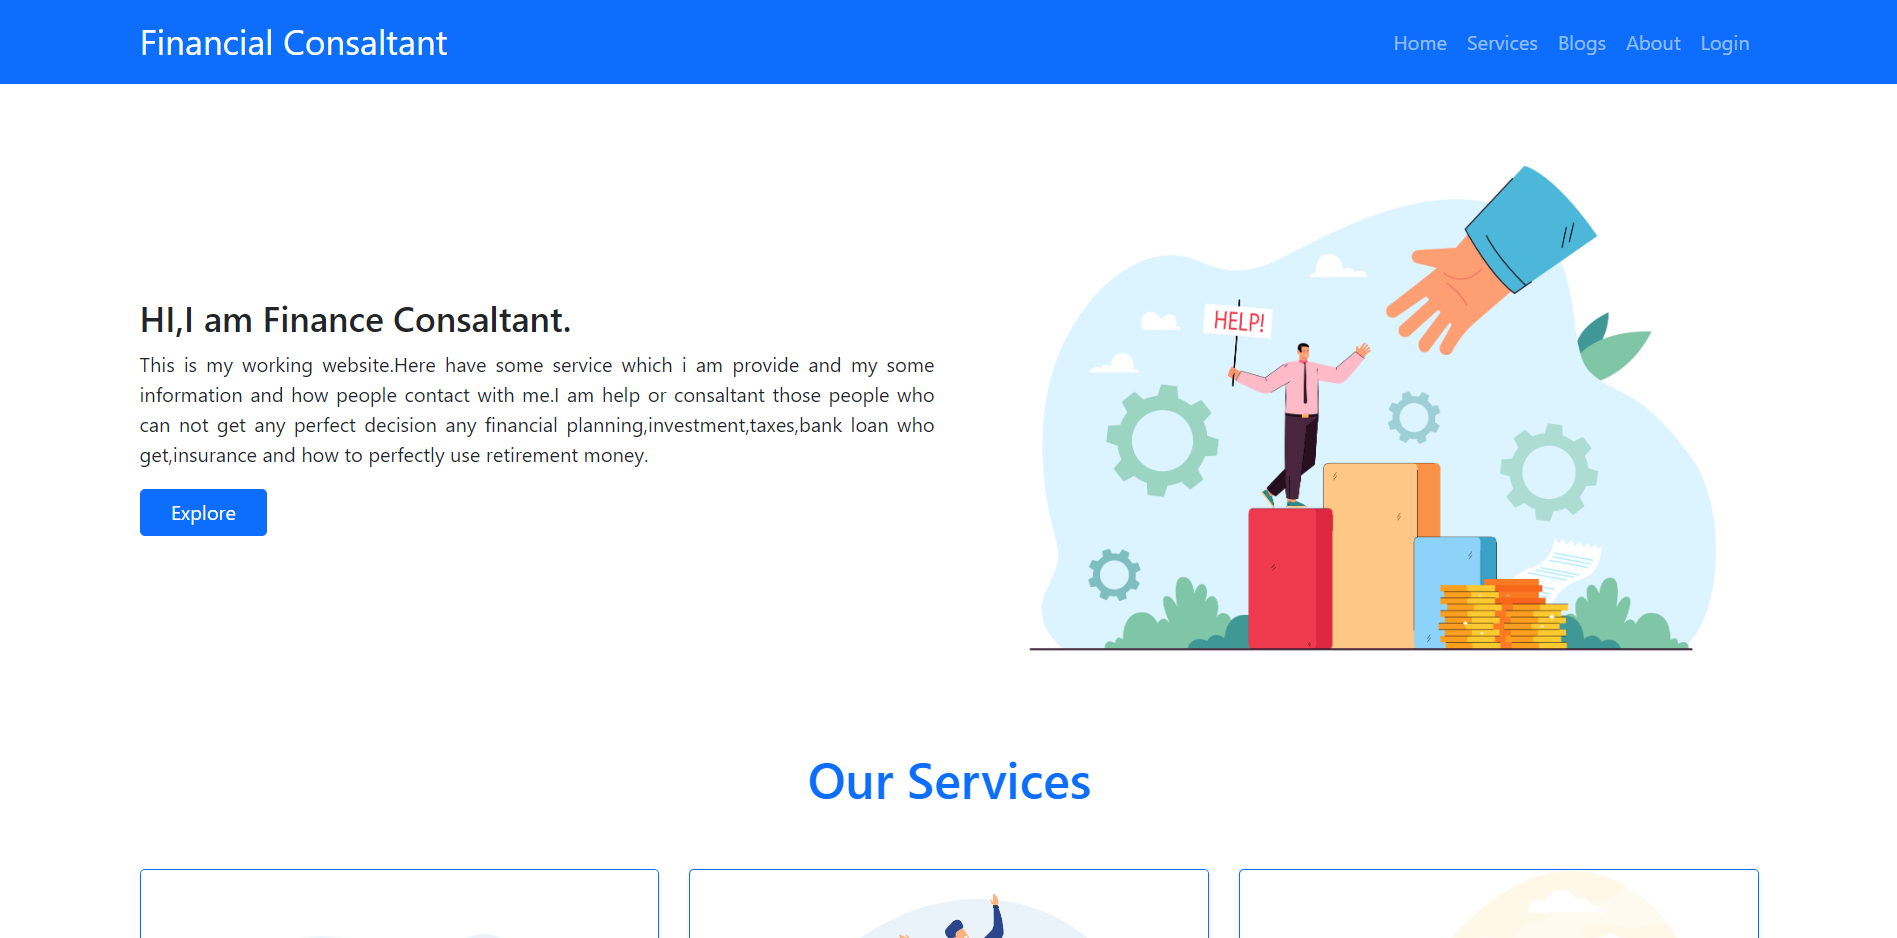 Financial Consaltant
Home Services Blogs About Login
HELP!
HI,I am Finance Consaltant.
This is my working website.Here have some service which i am provide and my some
information and how people contact with me.I am help or consaltant those people who
can not get any perfect decision any financial planning,investment,taxes,bank loan who
get,insurance and how to perfectly use retirement money.
Explore
Our Services